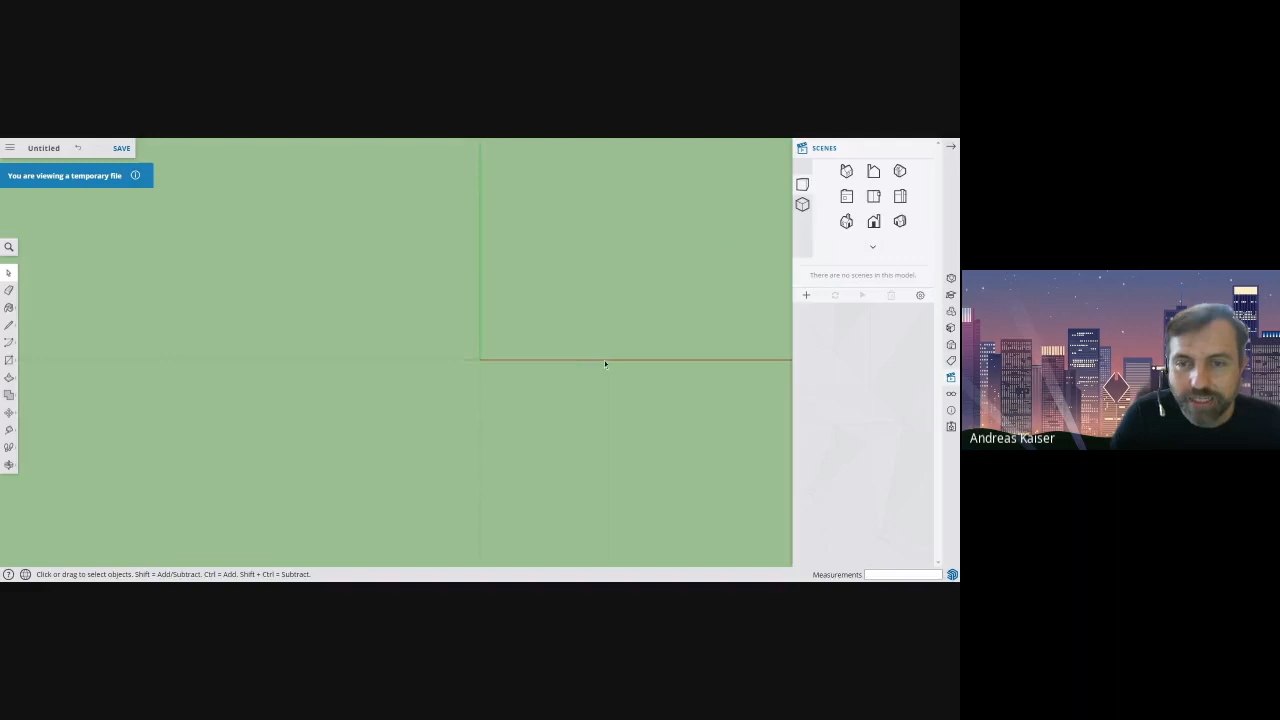 Untitled
SAVE
You are viewing a temporary file
SCENES
There are no scenes in this model.
Click or drag to select objects. Shift = Add/Subtract. Ctrl = Add. Shift + Ctrl = Subtract.
Measurements
Andreas Kaiser